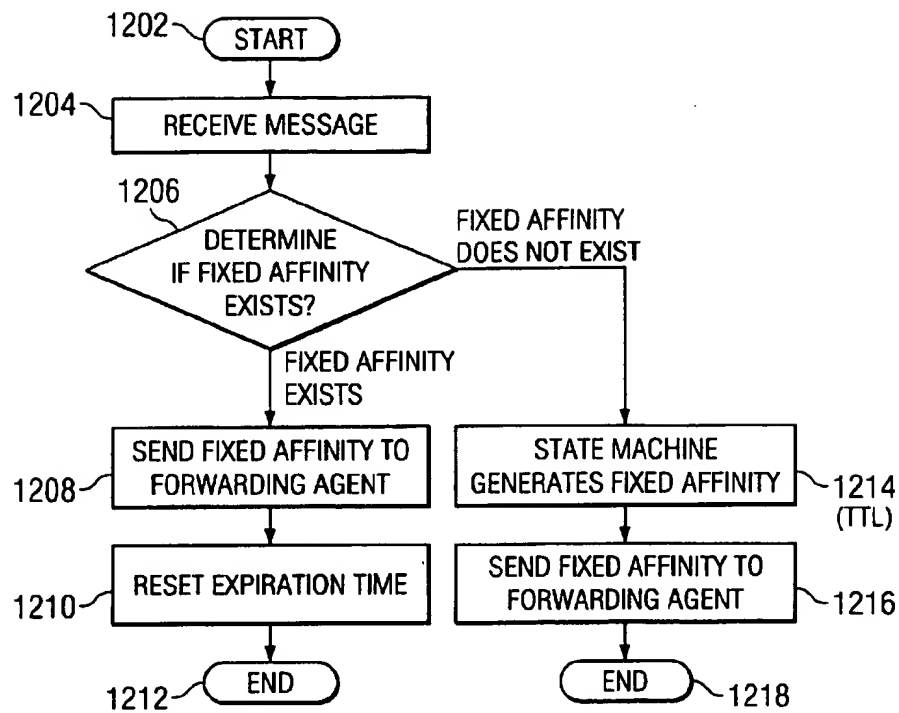 1202
START
1204
RECEIVE MESSAGE
1206
DETERMINE
IF FIXED AFFINITY
EXISTS?
FIXED AFFINITY
DOES NOT EXIST
FIXED AFFINITY
EXISTS
SEND FIXED AFFINITY TO
FORWARDING AGENT
1208
STATE MACHINE
GENERATES FIXED AFFINITY
1214
(TTL)
RESET EXPIRATION TIME
1210
SEND FIXED AFFINITY TO
FORWARDING AGENT
1216
END
1212
END
1218